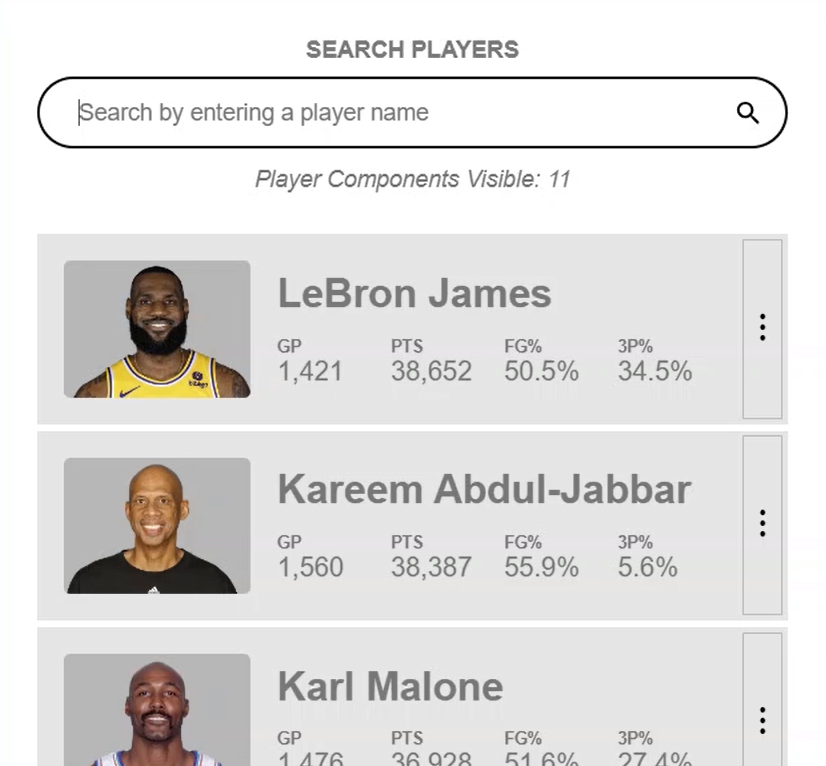 SEARCH PLAYERS
Search by entering a player name
Player Components Visible: 11
LeBron James
GP PTS FG% 3P%
1,421 38,652 50.5% 34.5%
Kareem Abdul-Jabbar
GP PTS FG% 3P%
1,560 38,387 55.9% 5.6%
Karl Malone
GP PTS FG% 3P%
1,476 36,928 51.6% 27.4%